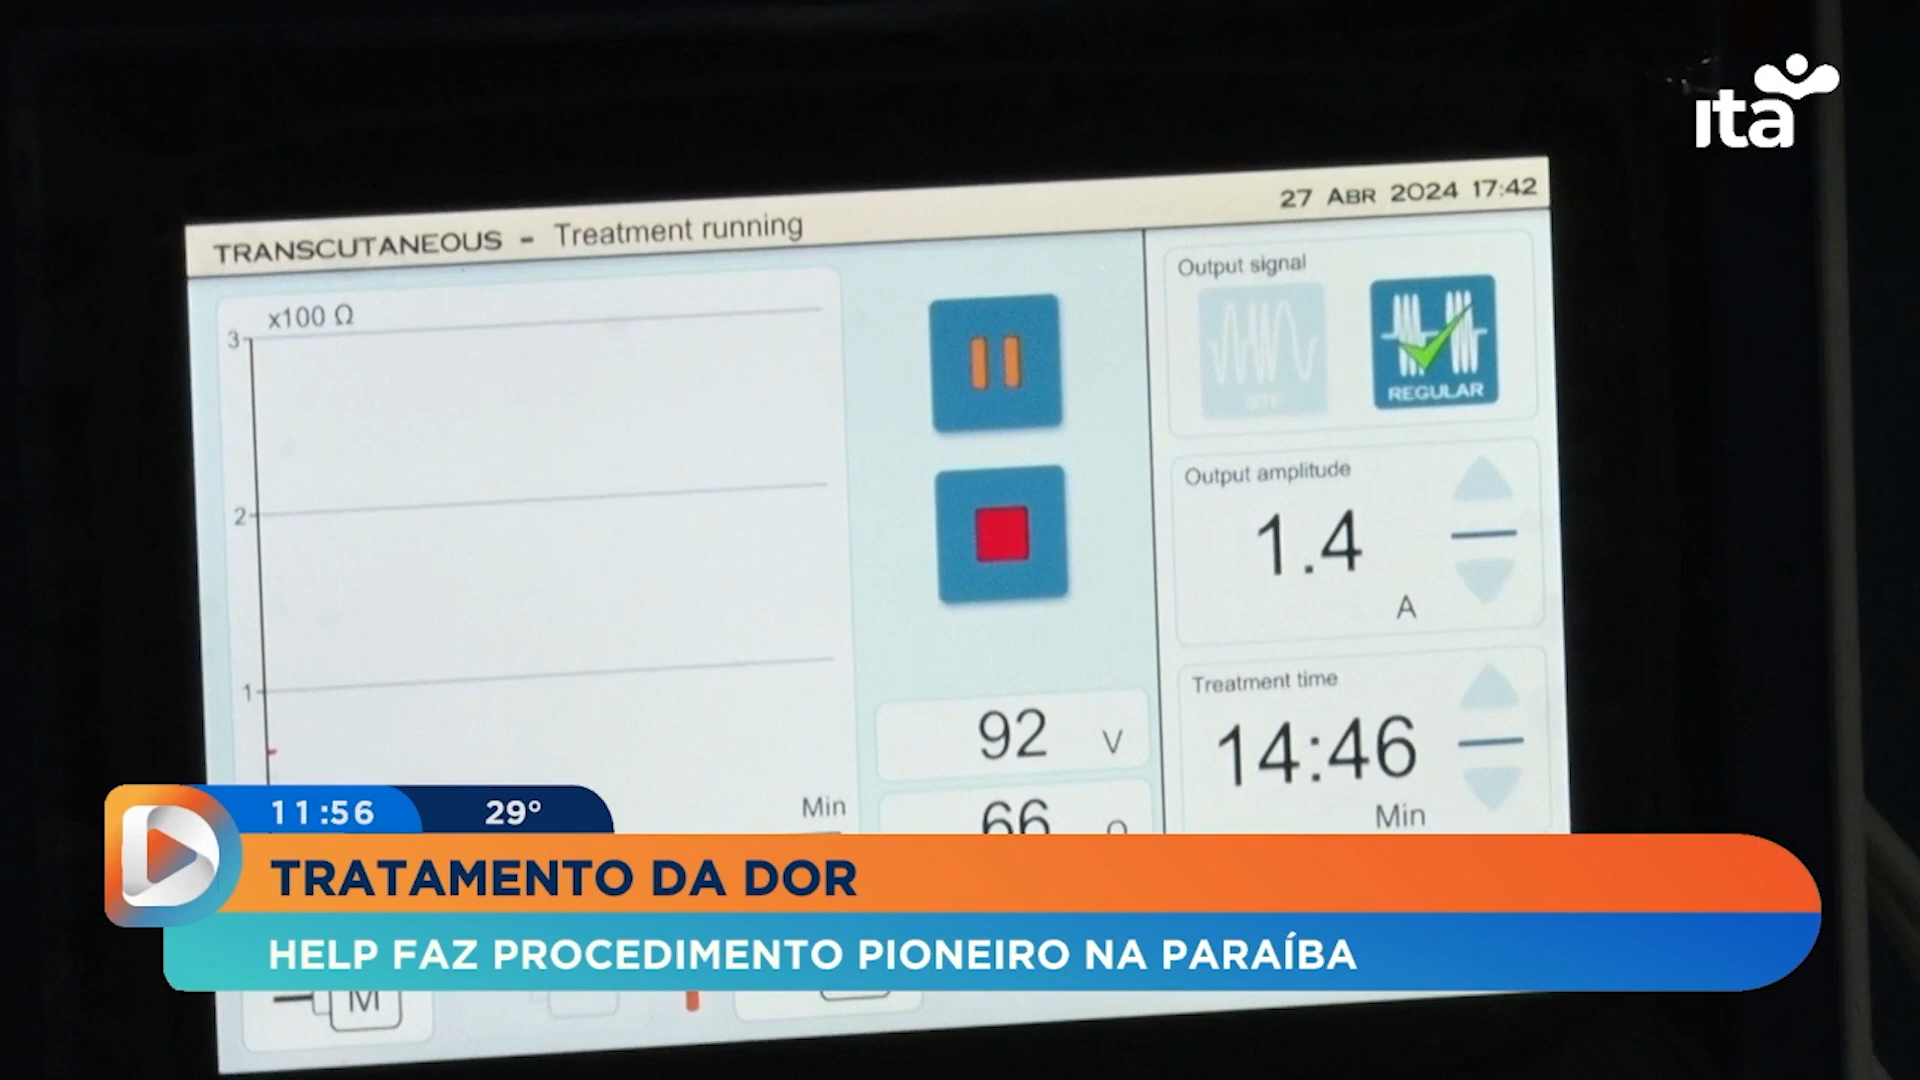 ita
27 ABR 2024 17:42
TRANSCUTANEOUS - Treatment running
Output signal
x100 Ω
3
REGULAR
2
Output amplitude
1.4
A
1
Treatment time
92 V
14:46
Min
Min
66 Ω
11:56 29°
TRATAMENTO DA DOR
HELP FAZ PROCEDIMENTO PIONEIRO NA PARAÍBA
M